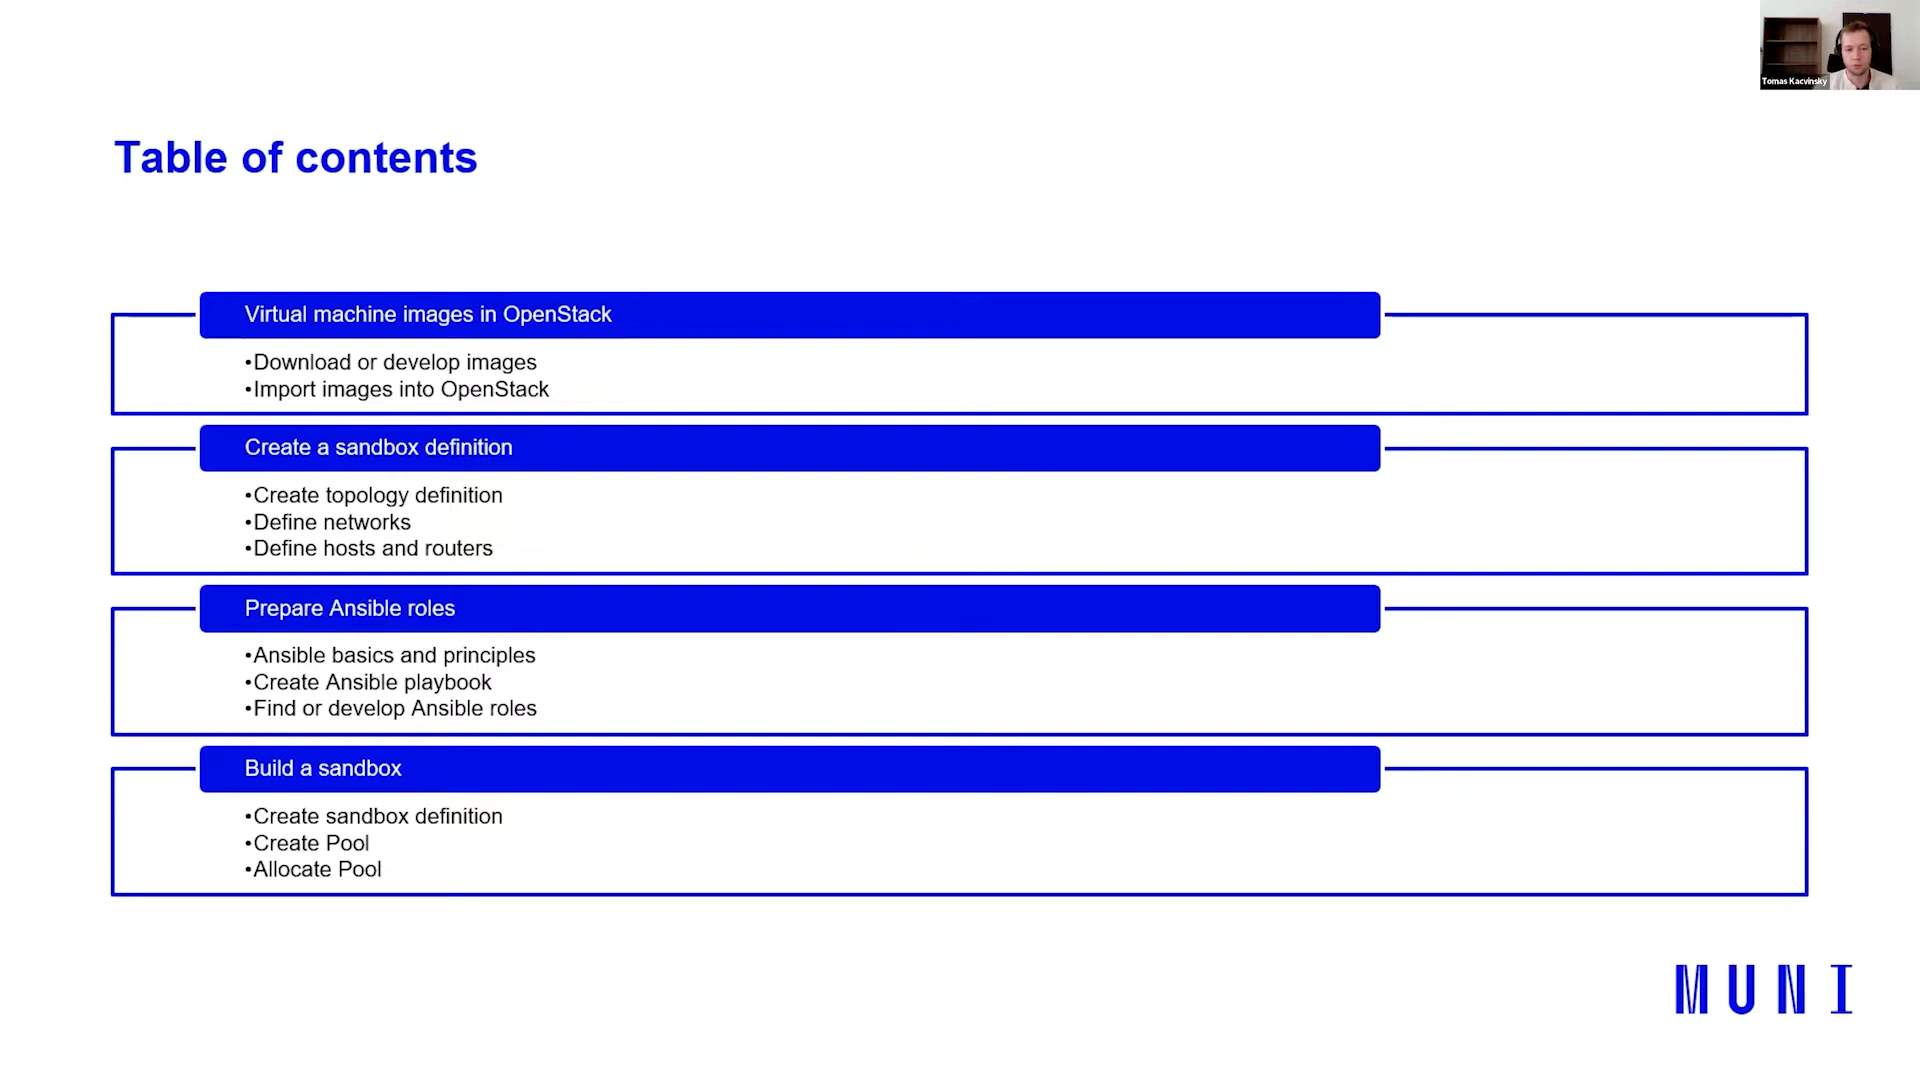 Tomas Kacvinsky
Table of contents
Virtual machine images in OpenStack
•Download or develop images
•Import images into OpenStack
Create a sandbox definition
•Create topology definition
•Define networks
•Define hosts and routers
Prepare Ansible roles
•Ansible basics and principles
•Create Ansible playbook
•Find or develop Ansible roles
Build a sandbox
•Create sandbox definition
•Create Pool
•Allocate Pool
MUNI